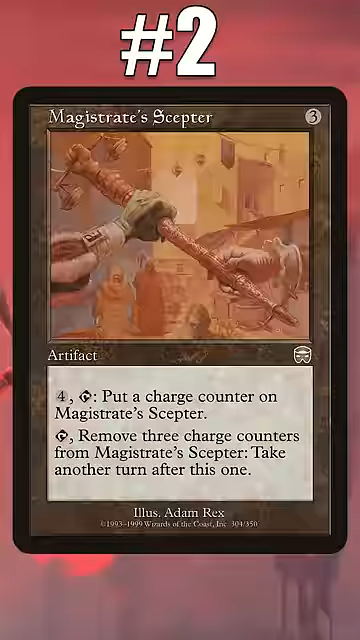 #2
Magistrate's Scepter 3
Artifact
4, : Put a charge counter on
Magistrate's Scepter.
, Remove three charge counters
from Magistrate's Scepter: Take
another turn after this one.
Illus. Adam Rex
©1993–1999 Wizards of the Coast, Inc. 304/350